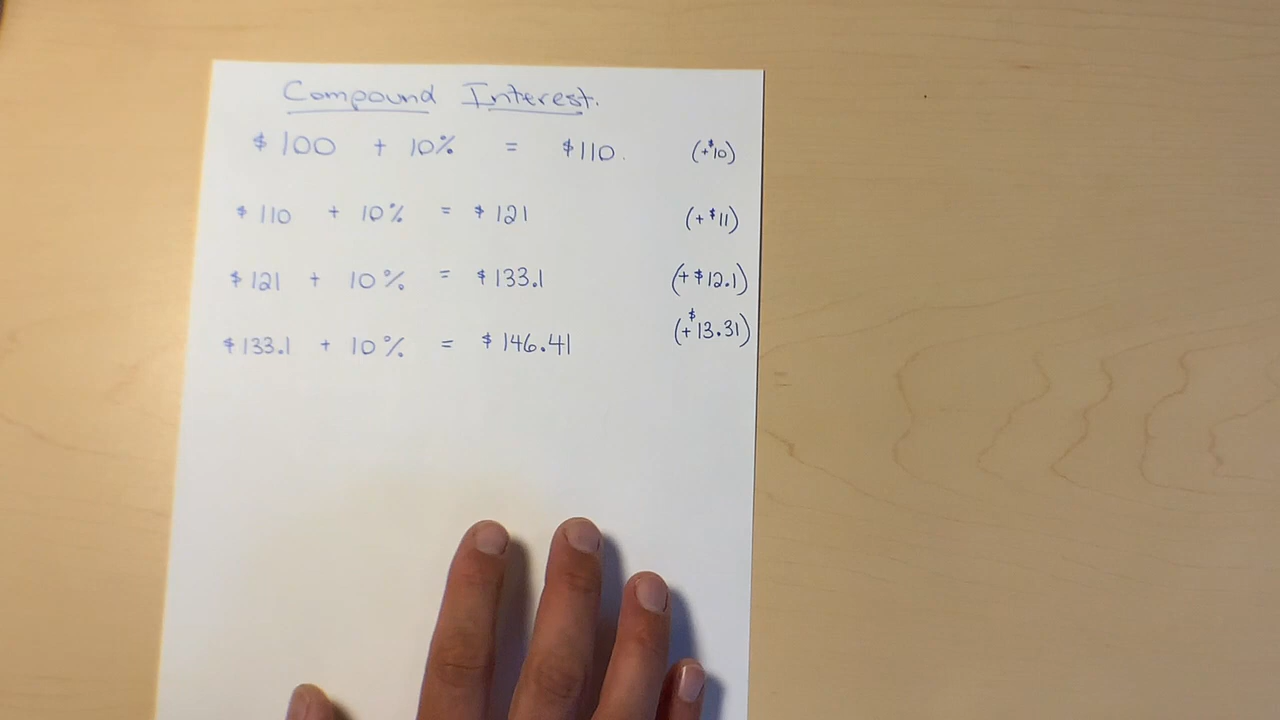 Compound Interest.
$100 + 10% = $110. (+$10)
$110 + 10% = $121 (+$11)
$121 + 10% = $133.1 (+$12.1)
$133.1 + 10% = $146.41 (+$13.31)